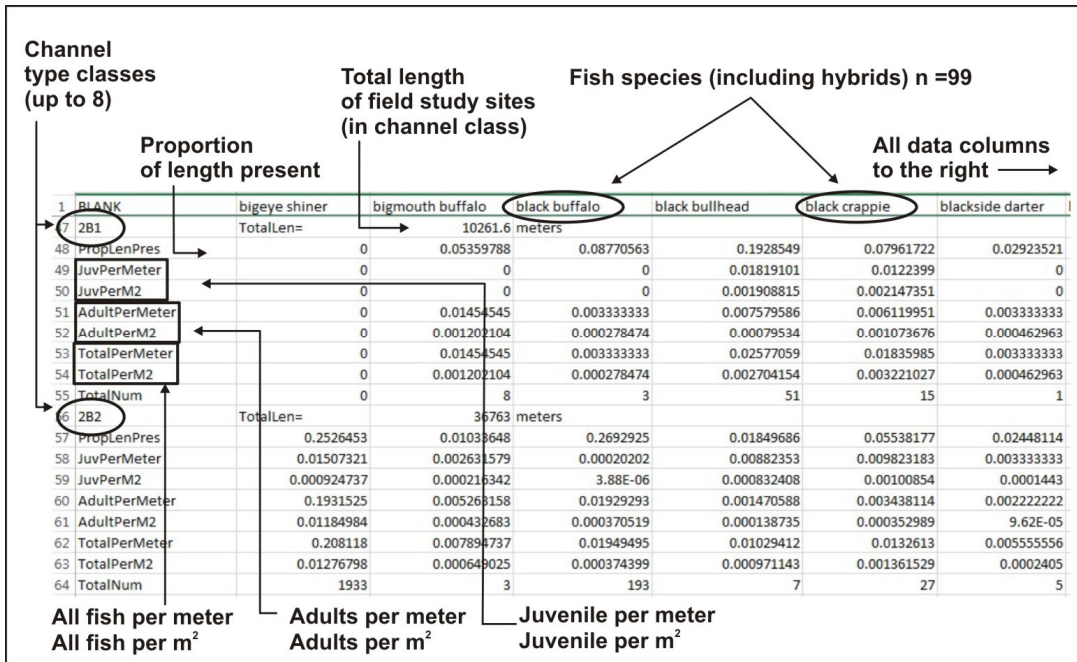 Channel
type classes
(up to 8)
Total length
of field study sites
(in channel class)
Fish species (including hybrids) n =99
Proportion
of length present
All data columns
to the right
1 BLANK bigeye shiner bigmouth buffalo black buffalo black bullhead black crappie blackside darter
47 2B1 TotalLen= 10261.6 meters
48 PropLenPres 0 0.05359788 0.08770563 0.1928549 0.07961722 0.02923521
49 JuvPerMeter 0 0 0 0.01819101 0.0122399 0
50 JuvPerM2 0 0 0 0.001908815 0.002147351 0
51 AdultPerMeter 0 0.01454545 0.003333333 0.007579586 0.006119951 0.003333333
52 AdultPerM2 0 0.001202104 0.000278474 0.00079534 0.001073676 0.000462963
53 TotalPerMeter 0 0.01454545 0.003333333 0.02577059 0.01835985 0.003333333
54 TotalPerM2 0 0.001202104 0.000278474 0.002704154 0.003221027 0.000462963
55 TotalNum 0 8 3 51 15 1
56 2B2 TotalLen= 36763 meters
57 PropLenPres 0.2526453 0.01033648 0.2692925 0.01849686 0.05538177 0.02448114
58 JuvPerMeter 0.01507321 0.002631579 0.00020202 0.00882353 0.009823183 0.003333333
59 JuvPerM2 0.000924737 0.000216342 3.88E-06 0.000832408 0.00100854 0.0001443
60 AdultPerMeter 0.1931525 0.005263158 0.01929293 0.001470588 0.003438114 0.002222222
61 AdultPerM2 0.01184984 0.000432683 0.000370519 0.000138735 0.000352989 9.62E-05
62 TotalPerMeter 0.208118 0.007894737 0.01949495 0.01029412 0.0132613 0.005555556
63 TotalPerM2 0.01276798 0.000649025 0.000374399 0.000971143 0.001361529 0.0002405
64 TotalNum 1933 3 193 7 27 5
All fish per meter
All fish per m²
Adults per meter
Adults per m²
Juvenile per meter
Juvenile per m²